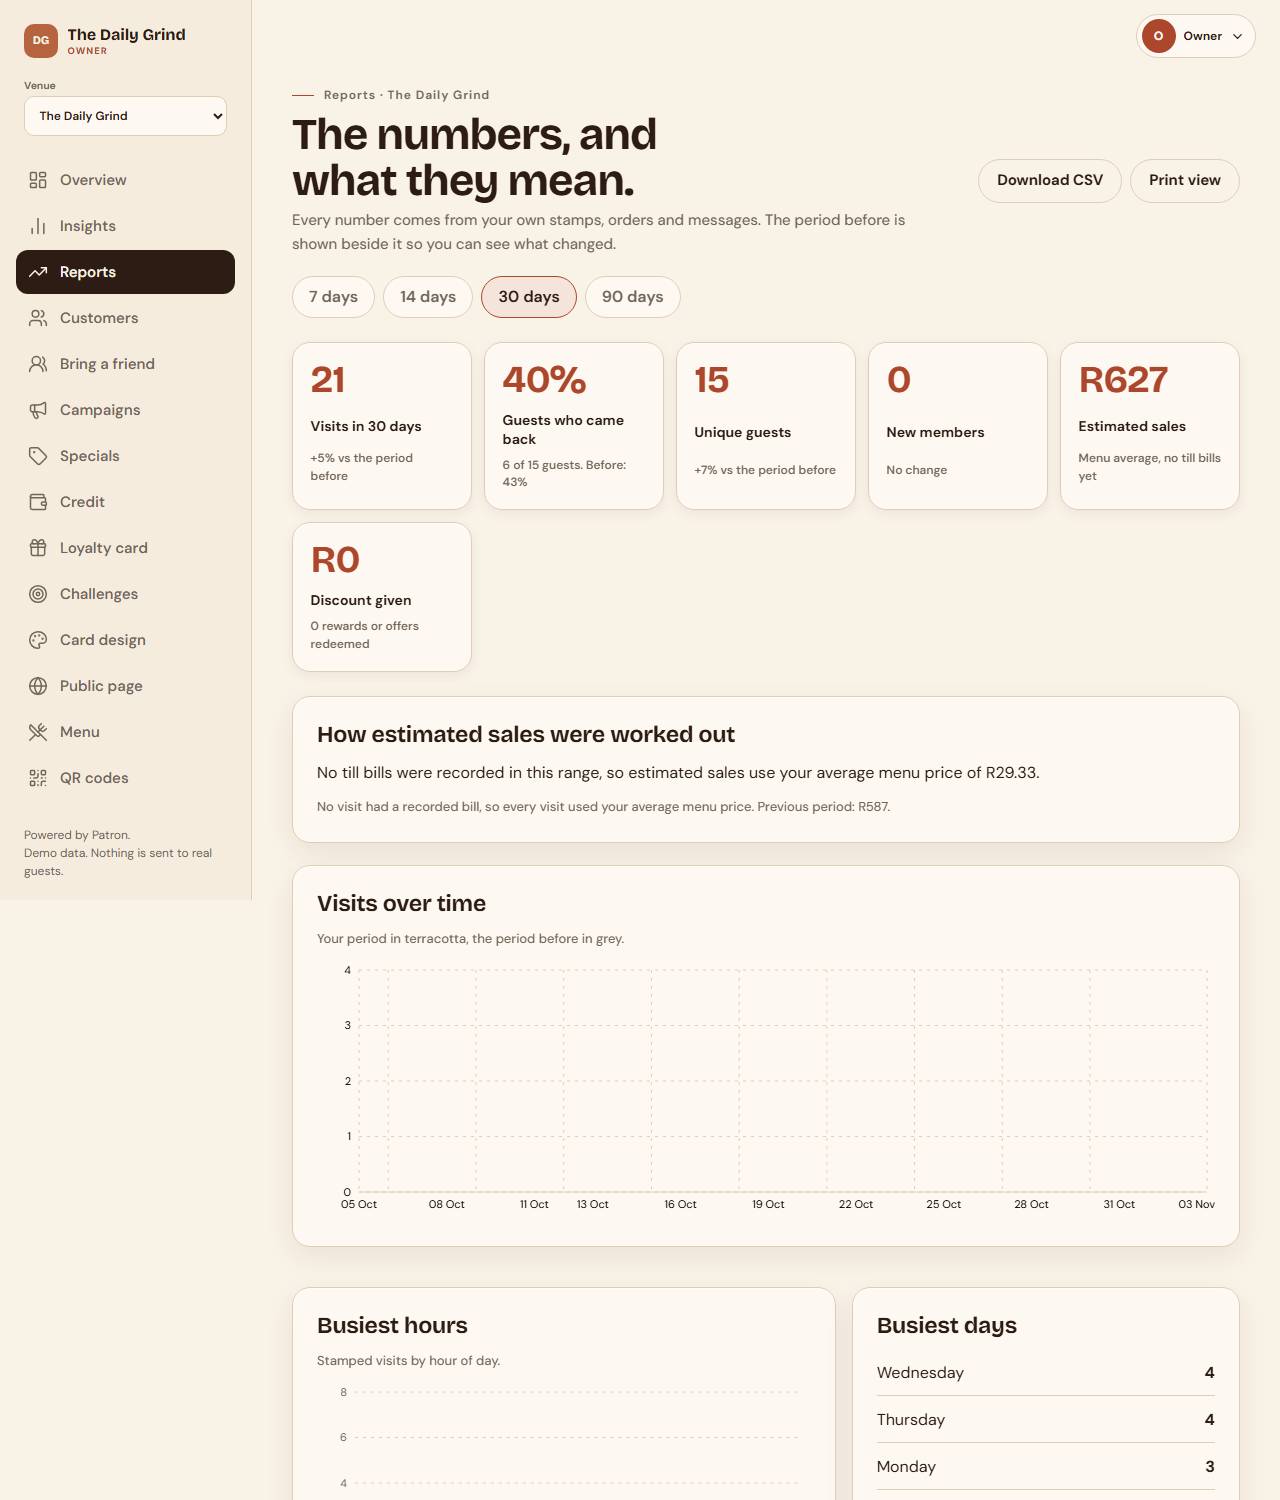 DG
The Daily Grind
OWNER
Venue
The Daily Grind
Overview
Insights
Reports
Customers
Bring a friend
Campaigns
Specials
Credit
Loyalty card
Challenges
Card design
Public page
Menu
QR codes
Powered by Patron.
Demo data. Nothing is sent to real
guests.
O
Owner
Reports · The Daily Grind
The numbers, and
what they mean.
Every number comes from your own stamps, orders and messages. The period before is
shown beside it so you can see what changed.
Download CSV
Print view
7 days
14 days
30 days
90 days
21
Visits in 30 days
+5% vs the period
before
40%
Guests who came
back
6 of 15 guests. Before:
43%
15
Unique guests
+7% vs the period before
0
New members
No change
R627
Estimated sales
Menu average, no till bills
yet
R0
Discount given
0 rewards or offers
redeemed
How estimated sales were worked out
No till bills were recorded in this range, so estimated sales use your average menu price of R29.33.
No visit had a recorded bill, so every visit used your average menu price. Previous period: R587.
Visits over time
Your period in terracotta, the period before in grey.
4
3
2
1
0
05 Oct
08 Oct
11 Oct
13 Oct
16 Oct
19 Oct
22 Oct
25 Oct
28 Oct
31 Oct
03 Nov
Busiest hours
Stamped visits by hour of day.
8
6
4
Busiest days
Wednesday 4
Thursday 4
Monday 3